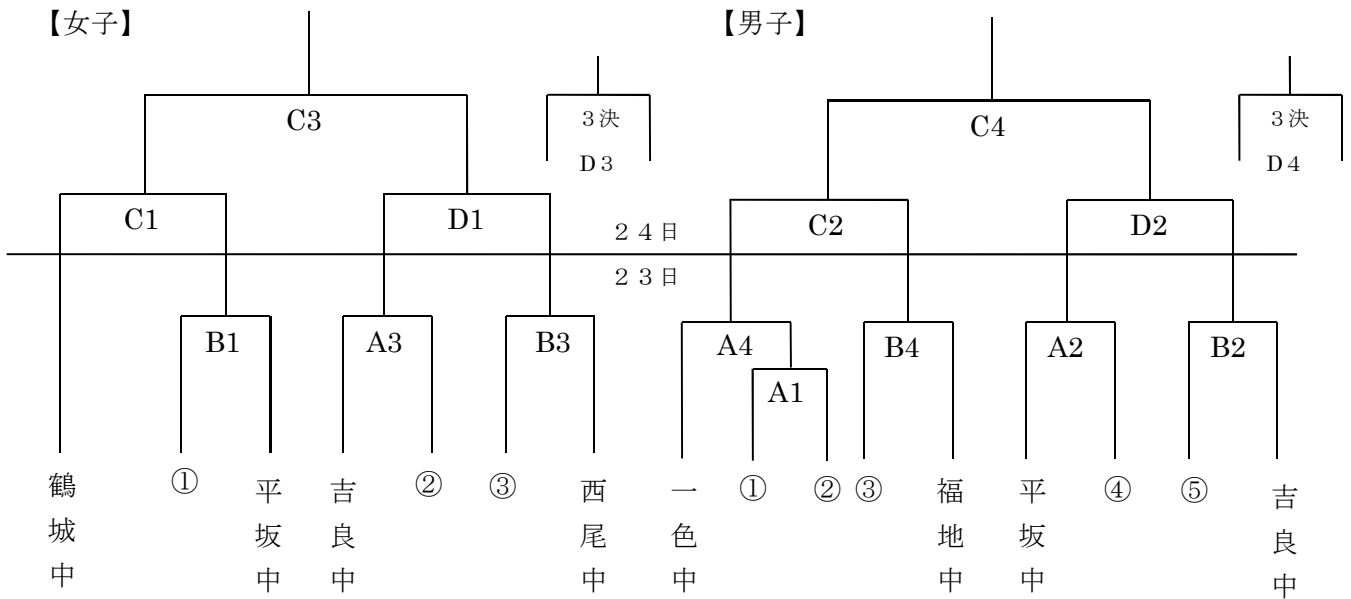 【女子】 【男子】
C3 3決 C4 3決
D3 D4
C1 D1 24日 C2 D2
23日
B1 A3 B3 A4 B4 A2 B2
A1
鶴城中 ① 平坂中 吉良中 ② ③ 西尾中 一色中 ① ② ③ 福地中 平坂中 ④ ⑤ 吉良中